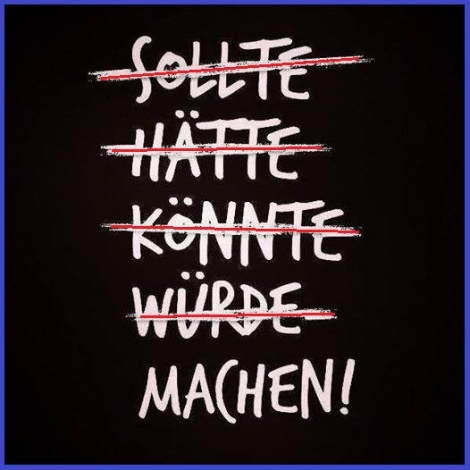 SOLLTE
HÄTTE
KÖNNTE
WÜRDE
MACHEN!